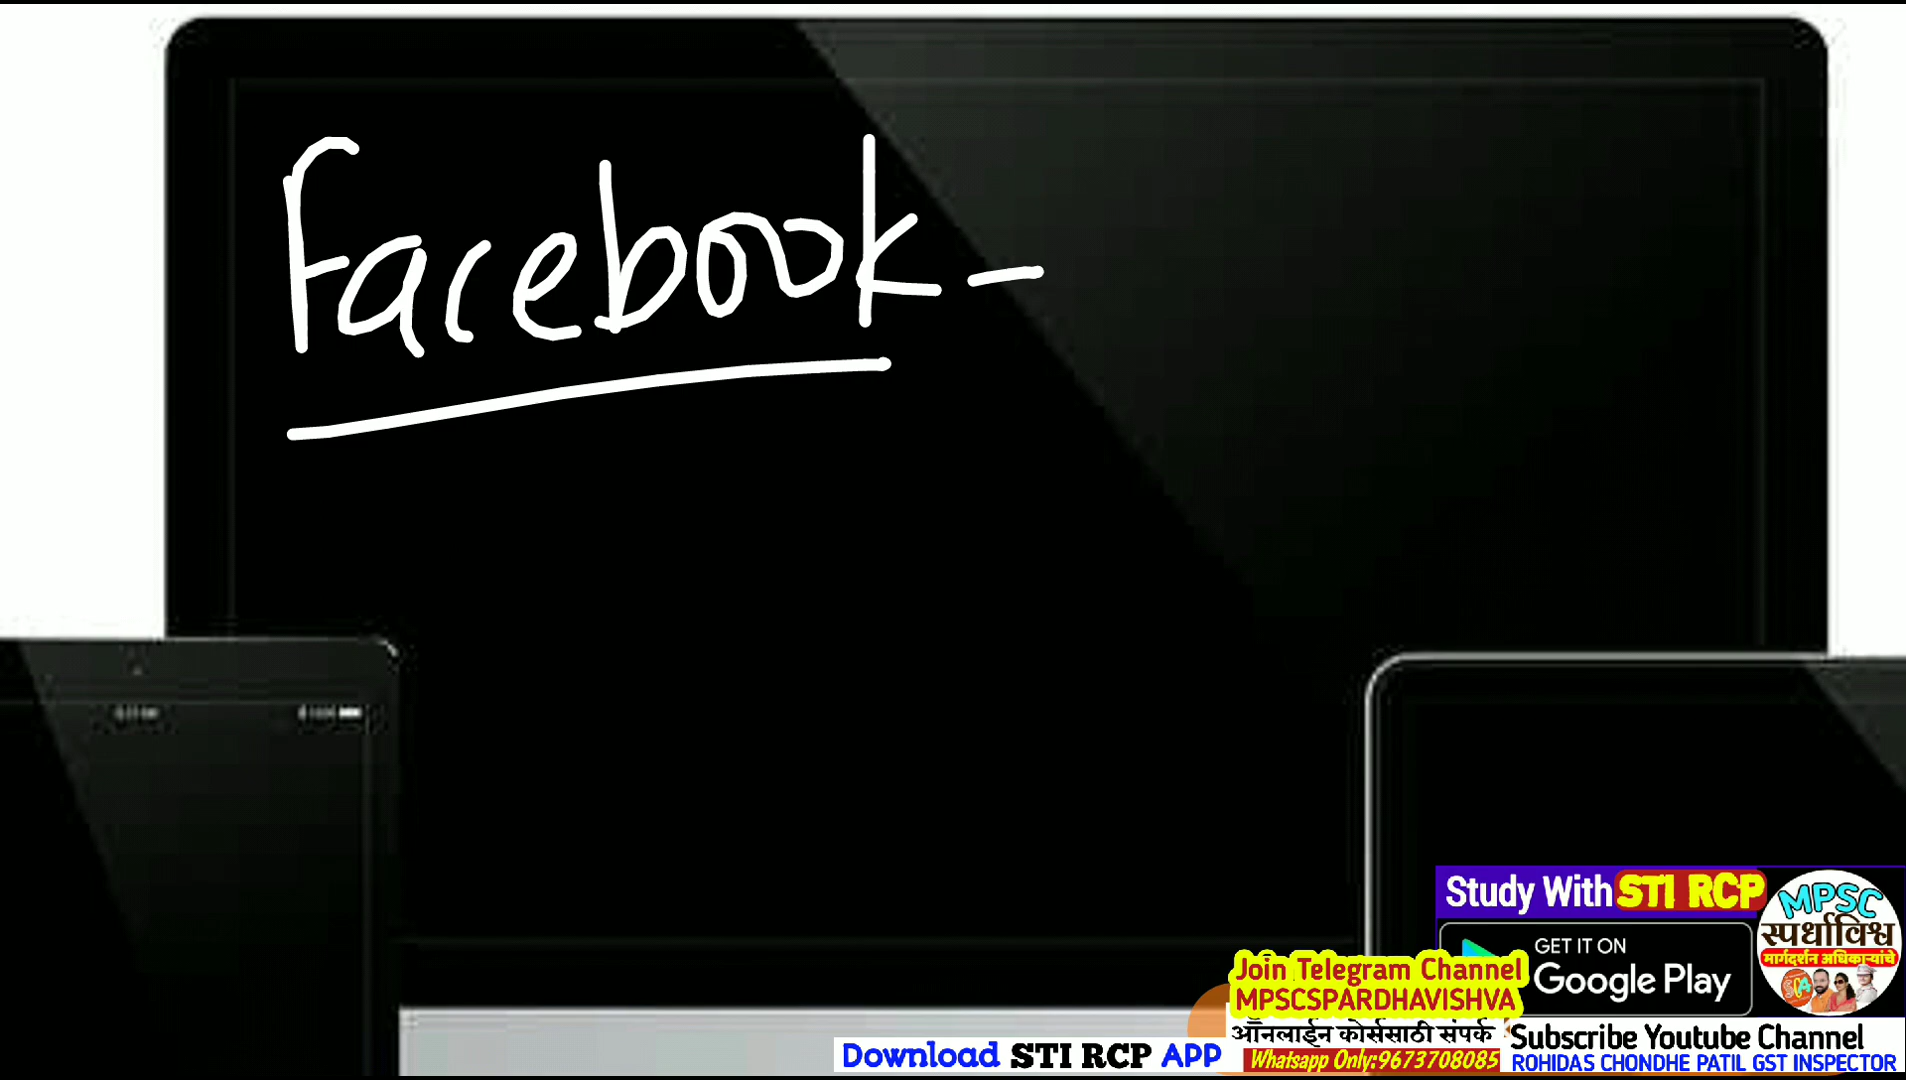 Facebook -
Study With STI RCP
MPSC
स्पर्धाविश्व
मार्गदर्शन अधिकाऱ्यांचे
GET IT ON
Google Play
Join Telegram Channel
MPSCSPARDHAVISHVA
ऑनलाईन कोर्ससाठी संपर्क
Whatsapp Only:9673708085
Subscribe Youtube Channel
ROHIDAS CHONDHE PATIL GST INSPECTOR
Download STI RCP APP